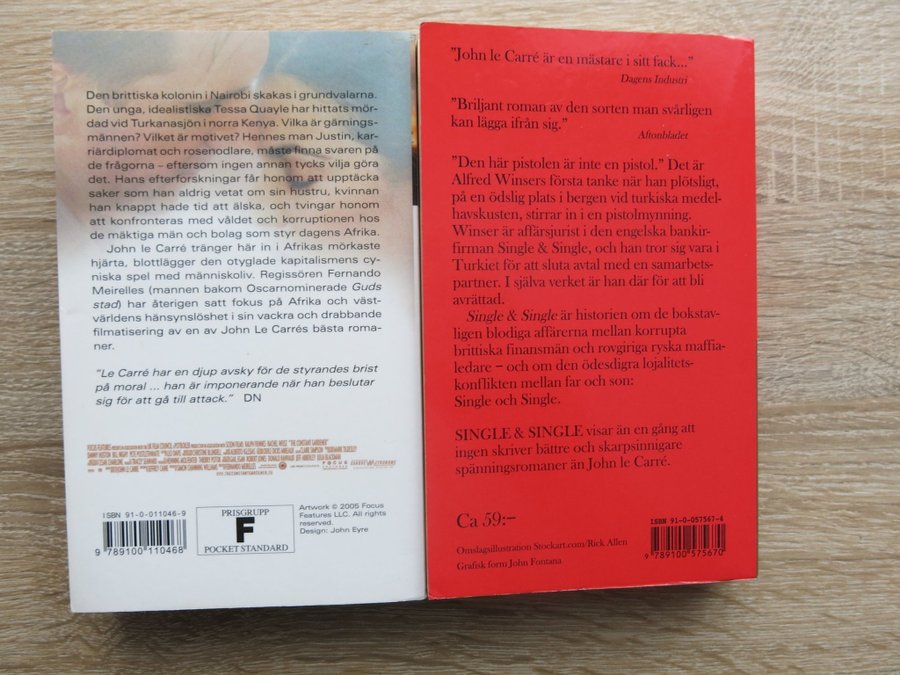 Den brittiska kolonin i Nairobi skakas i grundvalarna.
Den unga, idealistiska Tessa Quayle har hittats mör-
dad vid Turkanasjön i norra Kenya. Vilka är gärnings-
männen? Vilket är motivet? Hennes man Justin, kar-
riärdiplomat och rosenodlare, måste finna svaren på
de frågorna – eftersom ingen annan tycks vilja göra
det. Hans efterforskningar får honom att upptäcka
saker som han aldrig vetat om sin hustru, kvinnan
han knappt hade tid att älska, och tvingar honom
att konfronteras med våldet och korruptionen hos
de mäktiga män och bolag som styr dagens Afrika.
John le Carré tränger här in i Afrikas mörkaste
hjärta, blottlägger den otyglade kapitalismens cy-
niska spel med människoliv. Regissören Fernando
Meirelles (mannen bakom Oscarnominerade Guds
stad) har återigen satt fokus på Afrika och väst-
världens hänsynslöshet i sin vackra och drabbande
filmatisering av en av John Le Carrés bästa roma-
ner.
"Le Carré har en djup avsky för de styrandes brist
på moral ... han är imponerande när han beslutar
sig för att gå till attack." DN
ISBN 91-0-011046-9
9 789100 110468
PRISGRUPP
F
POCKET STANDARD
Artwork © 2005 Focus
Features LLC. All rights
reserved.
Design: John Eyre
"John le Carré är en mästare i sitt fack..."
Dagens Industri
"Briljant roman av den sorten man svårligen
kan lägga ifrån sig."
Aftonbladet
"Den här pistolen är inte en pistol." Det är
Alfred Winsers första tanke när han plötsligt,
på en ödslig plats i bergen vid turkiska medel-
havskusten, stirrar in i en pistolmynning.
Winser är affärsjurist i den engelska bankir-
firman Single & Single, och han tror sig vara i
Turkiet för att sluta avtal med en samarbets-
partner. I själva verket är han där för att bli
avrättad.
Single & Single är historien om de bokstav-
ligen blodiga affärerna mellan korrupta
brittiska finansmän och rovgiriga ryska maffia-
ledare – och om den ödesdigra lojalitets-
konflikten mellan far och son:
Single och Single.
SINGLE & SINGLE visar än en gång att
ingen skriver bättre och skarpsinnigare
spänningsromaner än John le Carré.
Ca 59:–
ISBN 91-0-057567-4
9 789100 575670
Omslagsillustration Stockart.com/Rick Allen
Grafisk form John Fontana